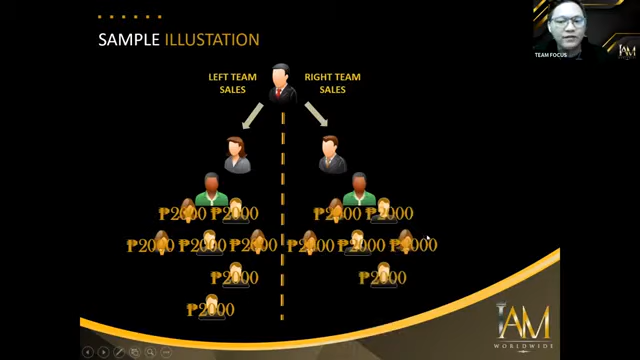 SAMPLE ILLUSTATION
LEFT TEAM
SALES
RIGHT TEAM
SALES
₱2000 ₱2000
₱2000 ₱2000
₱2000 ₱2000 ₱2000
₱2000 ₱2000 ₱2000
₱2000
₱2000
₱2000
TEAM FOCUS
IAM
WORLDWIDE
IAM